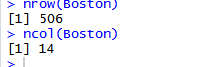 > nrow(Boston)
[1] 506
> ncol(Boston)
[1] 14
>